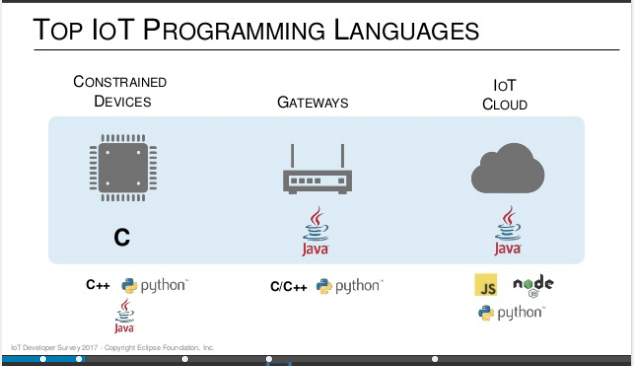 TOP IOT PROGRAMMING LANGUAGES
CONSTRAINED
DEVICES
GATEWAYS
IOT
CLOUD
C
Java
Java
C++ python
Java
C/C++ python
JS node
JS
python
IoT Developer Survey 2017 - Copyright Eclipse Foundation, Inc.